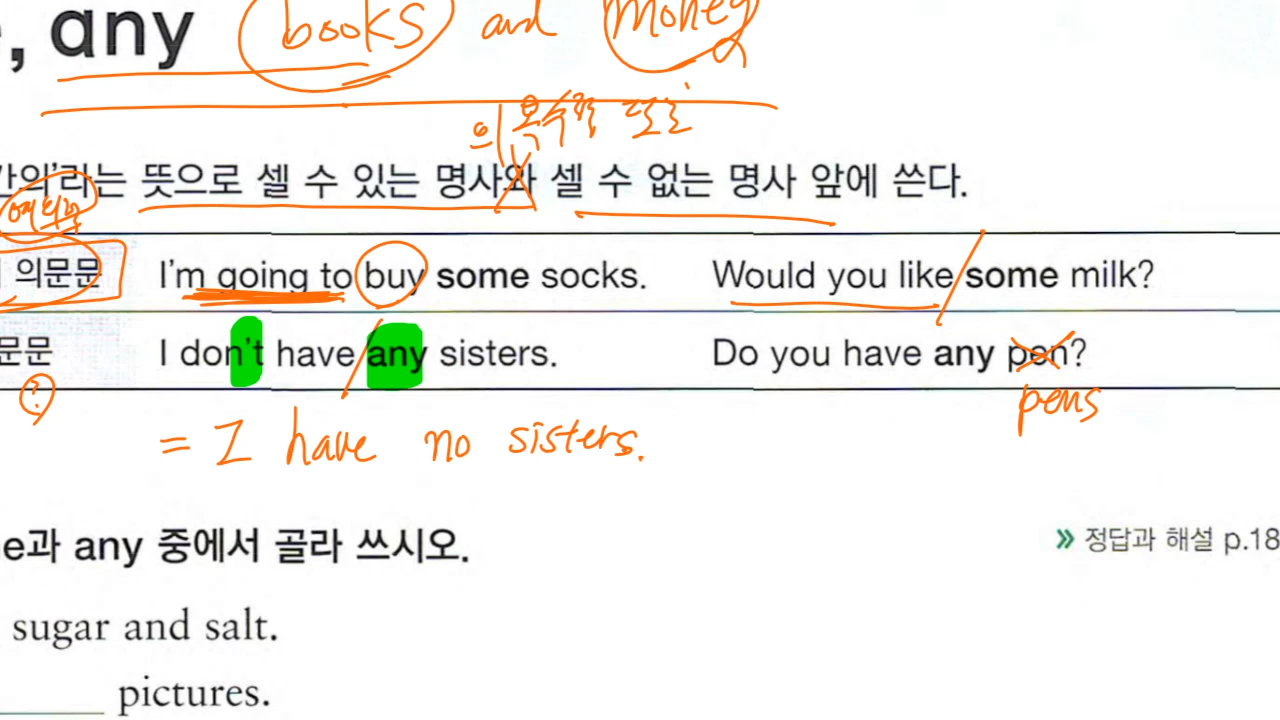 , any books and money
의 복수형 또는
간의'라는 뜻으로 셀 수 있는 명사와 셀 수 없는 명사 앞에 쓴다.
의문문 I'm going to buy some socks. Would you like some milk?
문문 I don't have any sisters. Do you have any pen?
? pens
= I have no sisters.
e과 any 중에서 골라 쓰시오.
» 정답과 해설 p.18
sugar and salt.
pictures.